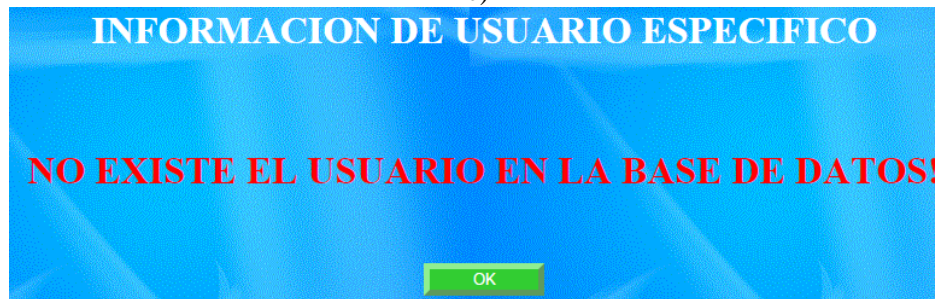 INFORMACION DE USUARIO ESPECIFICO
NO EXISTE EL USUARIO EN LA BASE DE DATOS!
OK